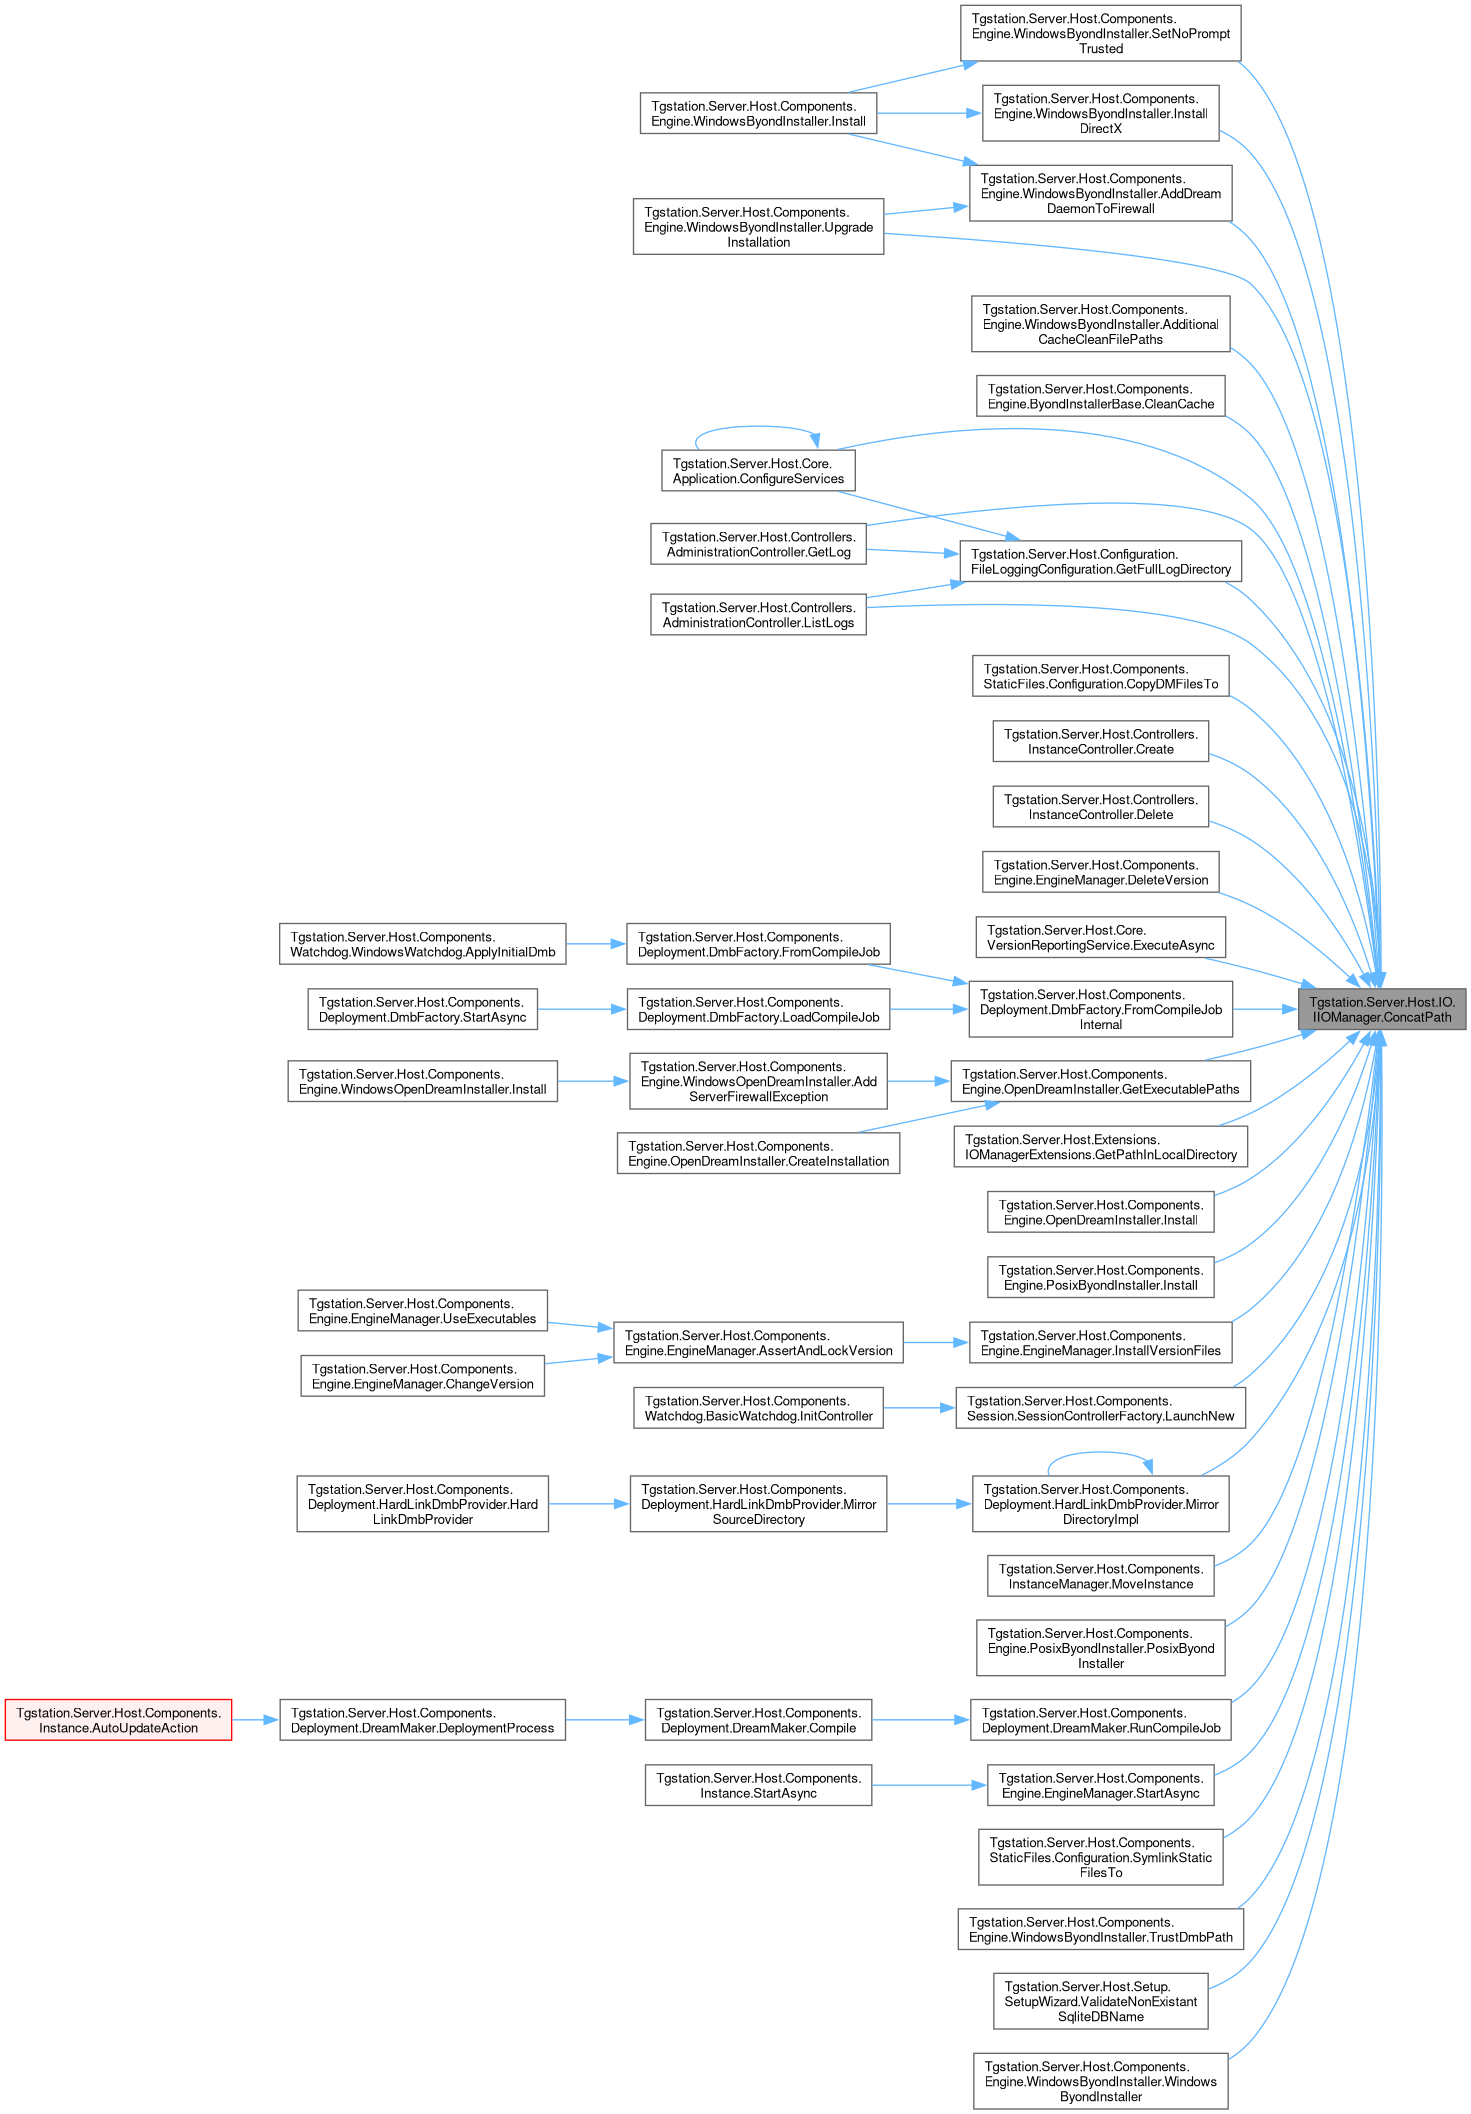 Tgstation.Server.Host.Components.
Engine.WindowsByondInstaller.SetNoPrompt
Trusted
Tgstation.Server.Host.Components.
Engine.WindowsByondInstaller.Install
Tgstation.Server.Host.Components.
Engine.WindowsByondInstaller.Install
DirectX
Tgstation.Server.Host.Components.
Engine.WindowsByondInstaller.AddDream
DaemonToFirewall
Tgstation.Server.Host.Components.
Engine.WindowsByondInstaller.Upgrade
Installation
Tgstation.Server.Host.Components.
Engine.WindowsByondInstaller.Additional
CacheCleanFilePaths
Tgstation.Server.Host.Components.
Engine.ByondInstallerBase.CleanCache
Tgstation.Server.Host.Core.
Application.ConfigureServices
Tgstation.Server.Host.Controllers.
AdministrationController.GetLog
Tgstation.Server.Host.Configuration.
FileLoggingConfiguration.GetFullLogDirectory
Tgstation.Server.Host.Controllers.
AdministrationController.ListLogs
Tgstation.Server.Host.Components.
StaticFiles.Configuration.CopyDMFilesTo
Tgstation.Server.Host.Controllers.
InstanceController.Create
Tgstation.Server.Host.Controllers.
InstanceController.Delete
Tgstation.Server.Host.Components.
Engine.EngineManager.DeleteVersion
Tgstation.Server.Host.Core.
VersionReportingService.ExecuteAsync
Tgstation.Server.Host.Components.
Watchdog.WindowsWatchdog.ApplyInitialDmb
Tgstation.Server.Host.Components.
Deployment.DmbFactory.FromCompileJob
Tgstation.Server.Host.Components.
Deployment.DmbFactory.StartAsync
Tgstation.Server.Host.Components.
Deployment.DmbFactory.LoadCompileJob
Tgstation.Server.Host.Components.
Deployment.DmbFactory.FromCompileJob
Internal
Tgstation.Server.Host.IO.
IIOManager.ConcatPath
Tgstation.Server.Host.Components.
Engine.WindowsOpenDreamInstaller.Install
Tgstation.Server.Host.Components.
Engine.WindowsOpenDreamInstaller.Add
ServerFirewallException
Tgstation.Server.Host.Components.
Engine.OpenDreamInstaller.GetExecutablePaths
Tgstation.Server.Host.Components.
Engine.OpenDreamInstaller.CreateInstallation
Tgstation.Server.Host.Extensions.
IOManagerExtensions.GetPathInLocalDirectory
Tgstation.Server.Host.Components.
Engine.OpenDreamInstaller.Install
Tgstation.Server.Host.Components.
Engine.PosixByondInstaller.Install
Tgstation.Server.Host.Components.
Engine.EngineManager.UseExecutables
Tgstation.Server.Host.Components.
Engine.EngineManager.ChangeVersion
Tgstation.Server.Host.Components.
Engine.EngineManager.AssertAndLockVersion
Tgstation.Server.Host.Components.
Engine.EngineManager.InstallVersionFiles
Tgstation.Server.Host.Components.
Watchdog.BasicWatchdog.InitController
Tgstation.Server.Host.Components.
Session.SessionControllerFactory.LaunchNew
Tgstation.Server.Host.Components.
Deployment.HardLinkDmbProvider.Hard
LinkDmbProvider
Tgstation.Server.Host.Components.
Deployment.HardLinkDmbProvider.Mirror
SourceDirectory
Tgstation.Server.Host.Components.
Deployment.HardLinkDmbProvider.Mirror
DirectoryImpl
Tgstation.Server.Host.Components.
InstanceManager.MoveInstance
Tgstation.Server.Host.Components.
Engine.PosixByondInstaller.PosixByond
Installer
Tgstation.Server.Host.Components.
Instance.AutoUpdateAction
Tgstation.Server.Host.Components.
Deployment.DreamMaker.DeploymentProcess
Tgstation.Server.Host.Components.
Deployment.DreamMaker.Compile
Tgstation.Server.Host.Components.
Deployment.DreamMaker.RunCompileJob
Tgstation.Server.Host.Components.
Instance.StartAsync
Tgstation.Server.Host.Components.
Engine.EngineManager.StartAsync
Tgstation.Server.Host.Components.
StaticFiles.Configuration.SymlinkStatic
FilesTo
Tgstation.Server.Host.Components.
Engine.WindowsByondInstaller.TrustDmbPath
Tgstation.Server.Host.Setup.
SetupWizard.ValidateNonExistant
SqliteDBName
Tgstation.Server.Host.Components.
Engine.WindowsByondInstaller.Windows
ByondInstaller